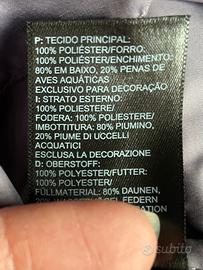 P: TECIDO PRINCIPAL:
100% POLIÉSTER/FORRO:
100% POLIÉSTER/ENCHIMENTO:
80% EM BAIXO, 20% PENAS DE
AVES AQUÁTICAS
EXCLUSIVO PARA DECORAÇÃO
I: STRATO ESTERNO:
100% POLIESTERE/
FODERA: 100% POLIESTERE/
IMBOTTITURA: 80% PIUMINO,
20% PIUME DI UCCELLI
ACQUATICI
ESCLUSA LA DECORAZIONE
D: OBERSTOFF:
100% POLYESTER/FUTTER:
100% POLYESTER/
FÜLLMATERIAL: 80% DAUNEN,
20% FEDERN
subito